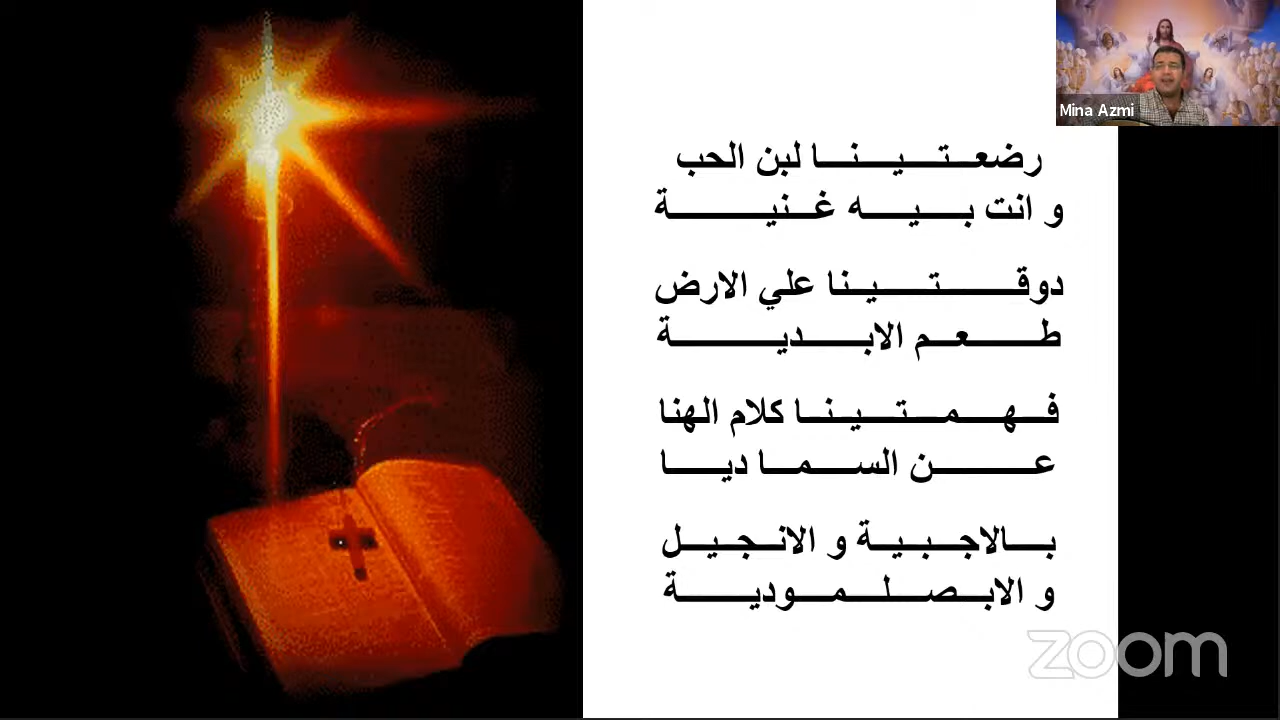 Mina Azmi
رضعتينا لبن الحب
و انت بيه غنية
دوقتينا علي الارض
طعم الابدية
فهمتينا كلام الهنا
عن السما ديا
بالاجبية و الانجيل
و الابصلمودية
zoom